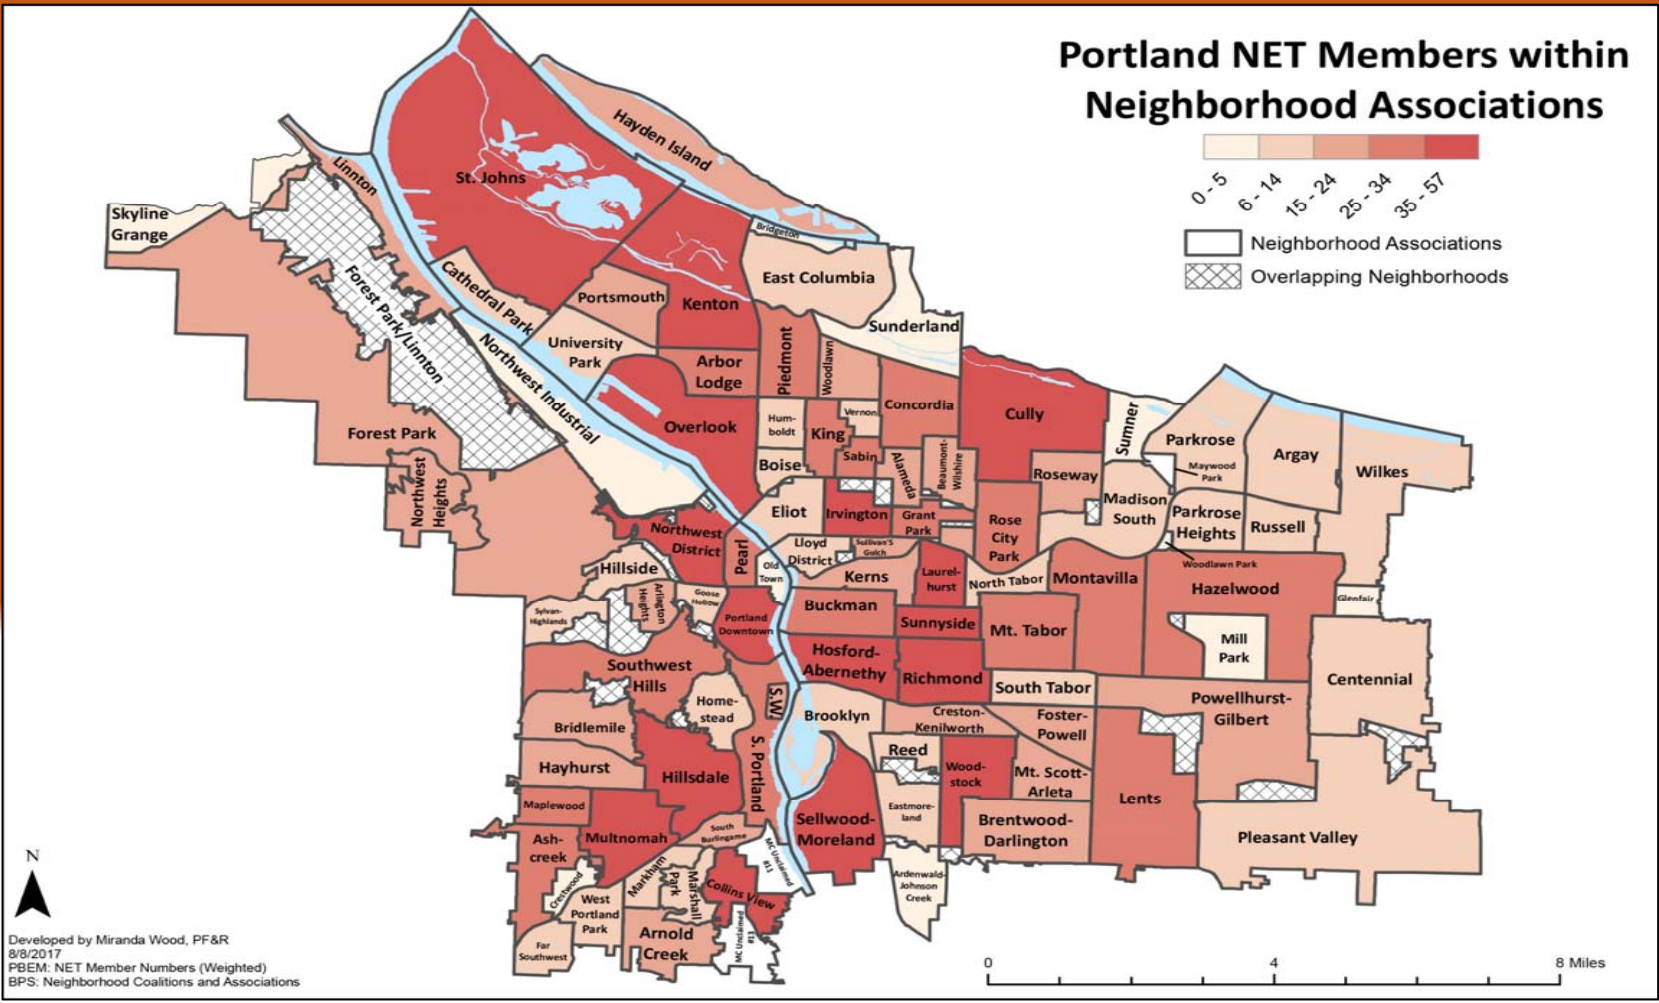 Portland NET Members within
Neighborhood Associations
0 - 5
6 - 14
15 - 24
25 - 34
35 - 57
Neighborhood Associations
Overlapping Neighborhoods
Hayden Island
Linnton
St. Johns
Skyline
Grange
Bridgeton
East Columbia
Cathedral Park
Portsmouth
Kenton
Forest Park/Linnton
Sunderland
University
Park
Northwest Industrial
Arbor
Lodge
Piedmont
Woodlawn
Concordia
Cully
Sumner
Overlook
Hum-
boldt
Vernon
King
Parkrose
Forest Park
Argay
Maywood
Park
Wilkes
Boise
Sabin
Alameda
Beaumont-
Wilshire
Roseway
Northwest
Heights
Madison
South
Eliot
Irvington
Grant
Park
Rose
City
Park
Parkrose
Heights
Russell
Northwest
District
Pearl
Lloyd
District
Sullivan's
Gulch
Woodlawn Park
Hillside
Old
Town
Kerns
Laurel-
hurst
North Tabor
Montavilla
Hazelwood
Glenfair
Arlington
Heights
Goose
Hollow
Sylvan-
Highlands
Buckman
Portland
Downtown
Sunnyside
Mt. Tabor
Mill
Park
Hosford-
Abernethy
Southwest
Hills
Richmond
South Tabor
Centennial
Home-
stead
S.W
Brooklyn
Powellhurst-
Gilbert
Bridlemile
Creston-
Kenilworth
Foster-
Powell
S. Portland
Reed
Hayhurst
Hillsdale
Wood-
stock
Mt. Scott-
Arleta
Lents
Maplewood
Eastmore-
land
Sellwood-
Moreland
Brentwood-
Darlington
Pleasant Valley
Ash-
creek
Multnomah
South
Burlingame
MC Unclaimed
#11
Crestwood
Markham
Park
Marshall
Collins View
Ardenwald-
Johnson
Creek
West
Portland
Park
Arnold
Creek
MC Unclaimed
#13
Far
Southwest
N
Developed by Miranda Wood, PF&R
8/8/2017
PBEM: NET Member Numbers (Weighted)
BPS: Neighborhood Coalitions and Associations
0
4
8 Miles